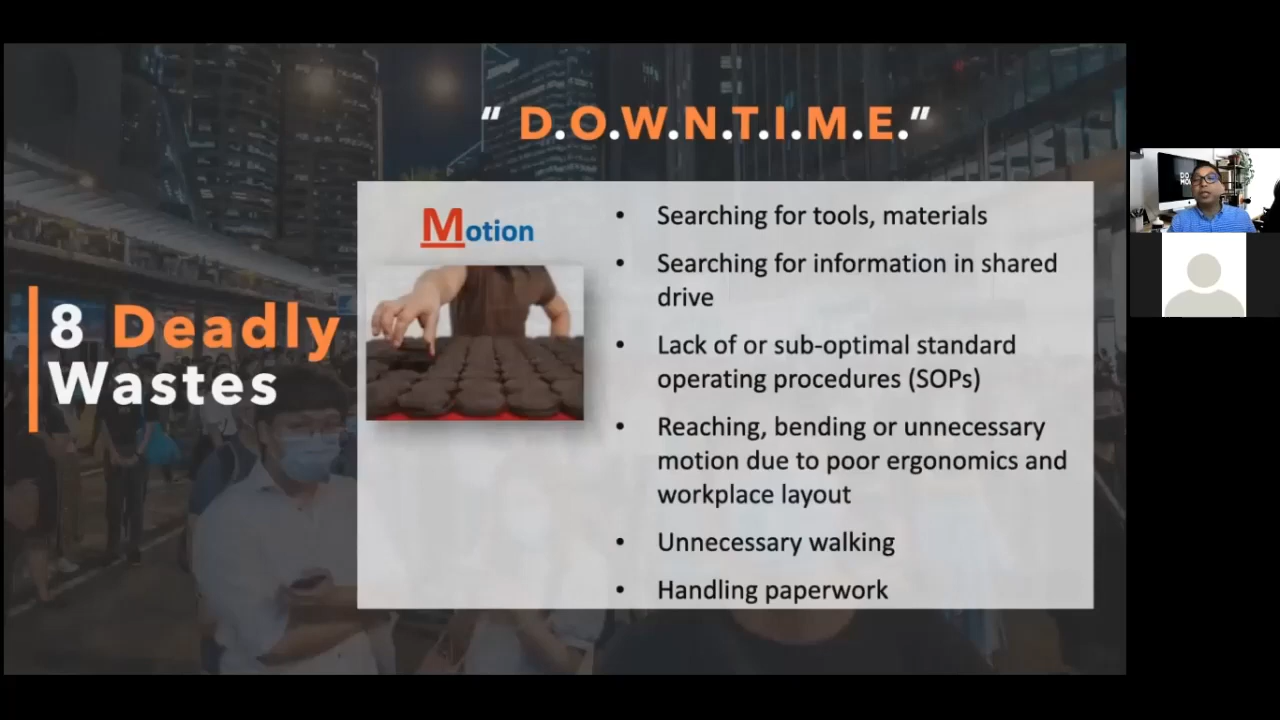 “ D.O.W.N.T.I.M.E.”
8 Deadly
Wastes
Motion
• Searching for tools, materials
• Searching for information in shared
drive
• Lack of or sub-optimal standard
operating procedures (SOPs)
• Reaching, bending or unnecessary
motion due to poor ergonomics and
workplace layout
• Unnecessary walking
• Handling paperwork